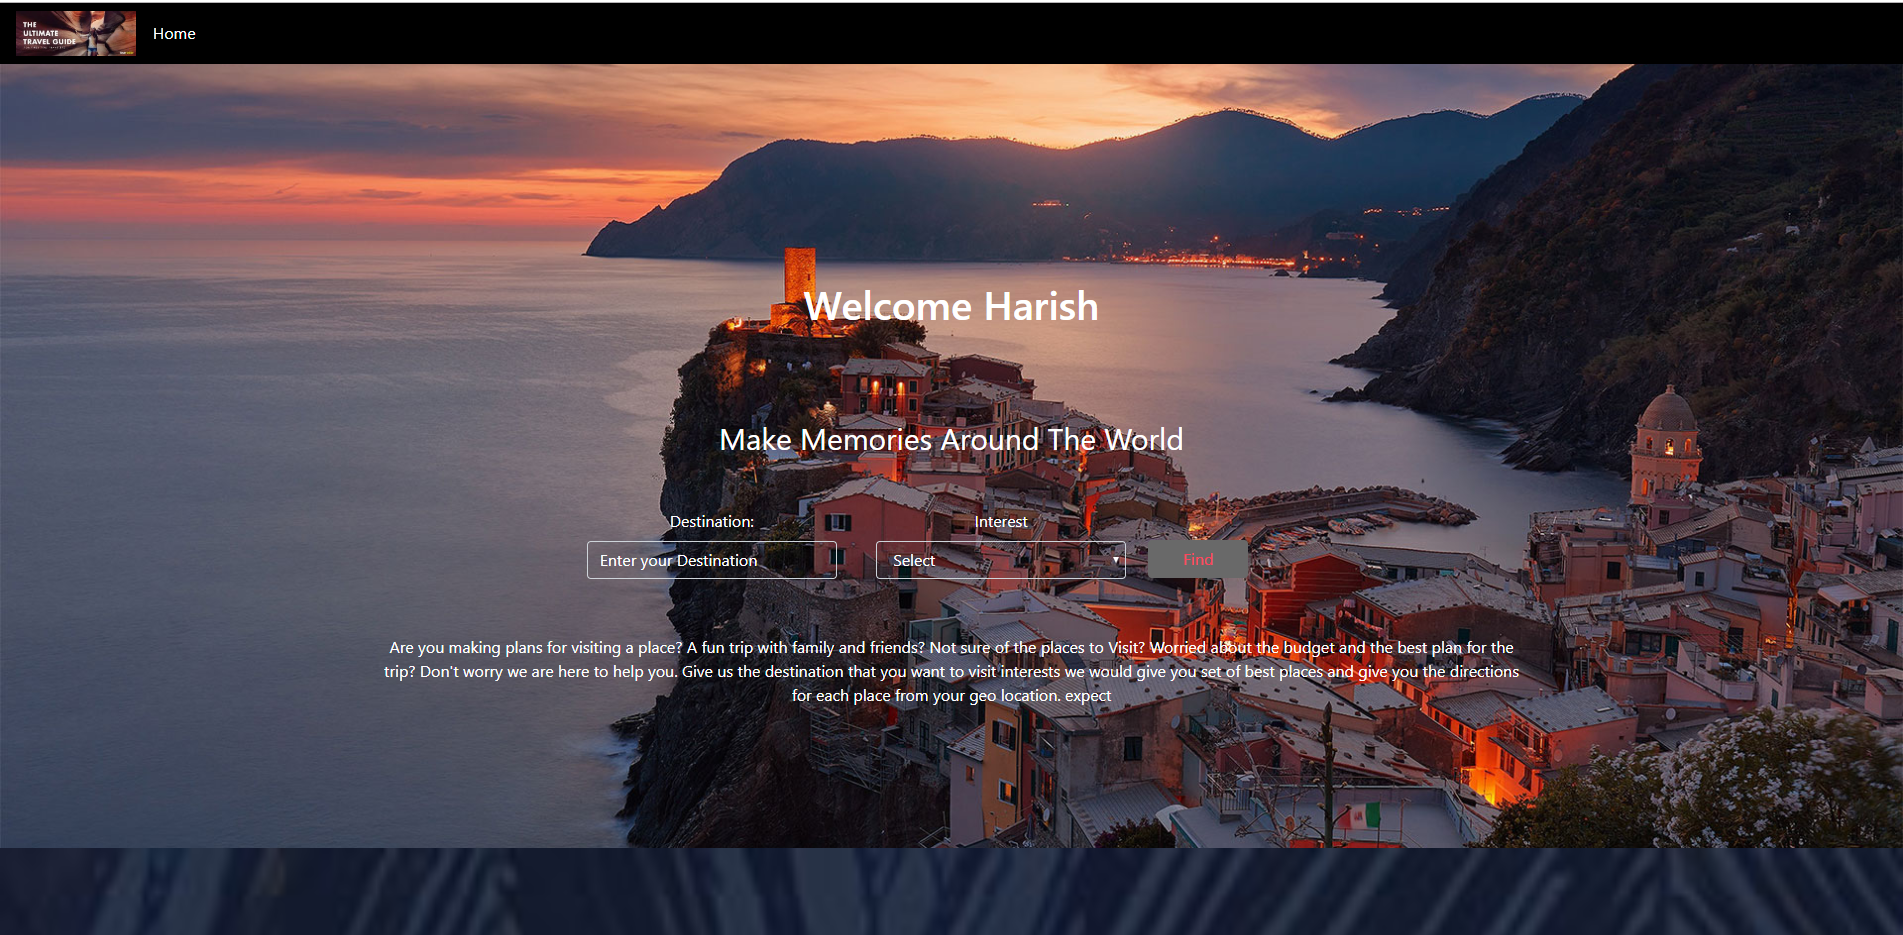 THE
ULTIMATE
TRAVEL GUIDE
Home
Welcome Harish
Make Memories Around The World
Destination:
Interest
Enter your Destination
Select
Find
Are you making plans for visiting a place? A fun trip with family and friends? Not sure of the places to Visit? Worried about the budget and the best plan for the
trip? Don't worry we are here to help you. Give us the destination that you want to visit interests we would give you set of best places and give you the directions
for each place from your geo location. expect